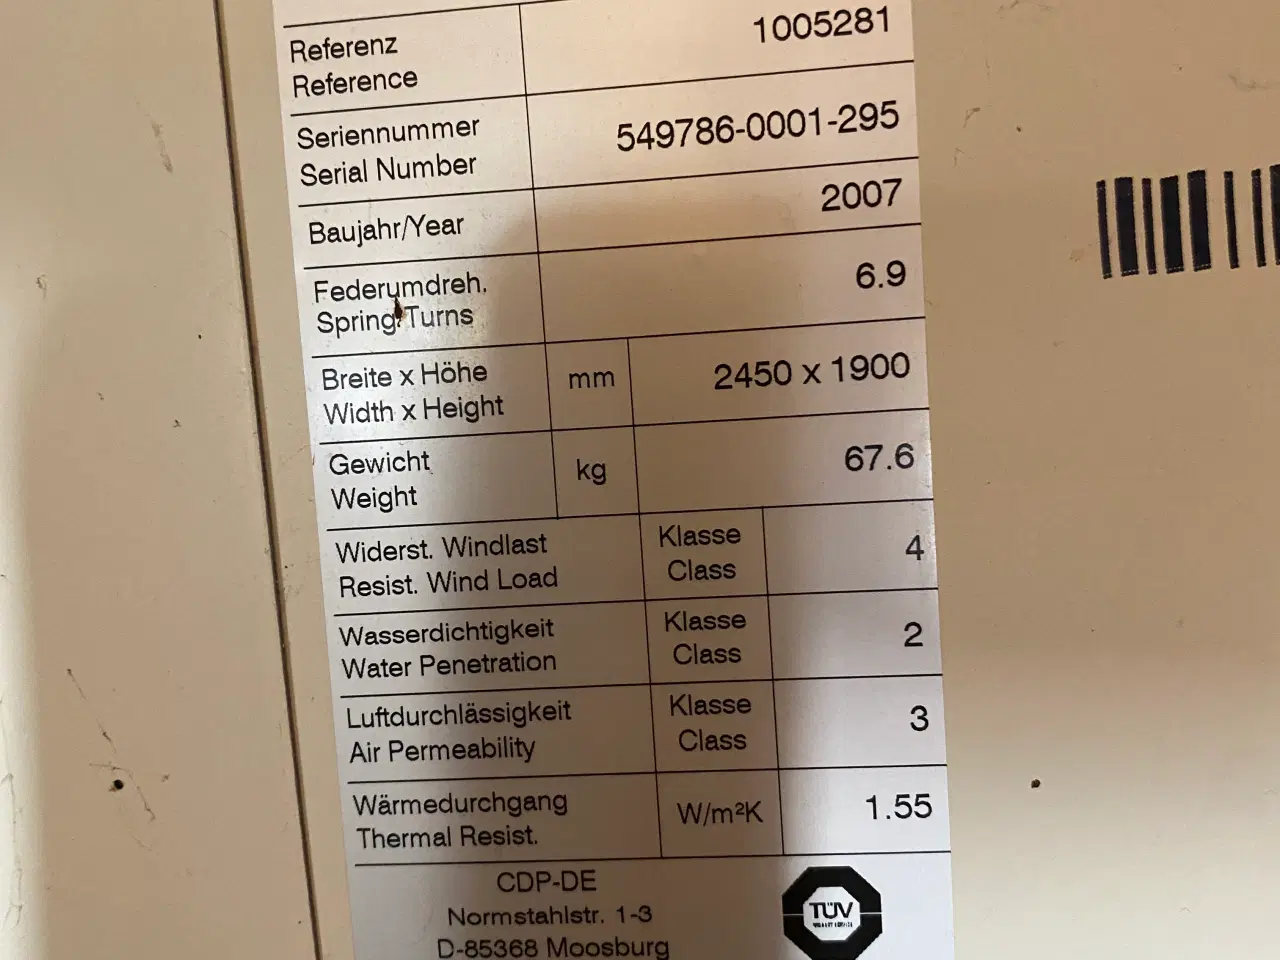 Referenz
Reference
1005281
Seriennummer
Serial Number
549786-0001-295
Baujahr/Year
2007
Federumdreh.
Spring Turns
6.9
Breite x Höhe
Width x Height
mm
2450 x 1900
Gewicht
Weight
kg
67.6
Widerst. Windlast
Resist. Wind Load
Klasse
Class
4
Wasserdichtigkeit
Water Penetration
Klasse
Class
2
Luftdurchlässigkeit
Air Permeability
Klasse
Class
3
Wärmedurchgang
Thermal Resist.
W/m²K
1.55
CDP-DE
Normstahlstr. 1-3
D-85368 Moosburg
TÜV